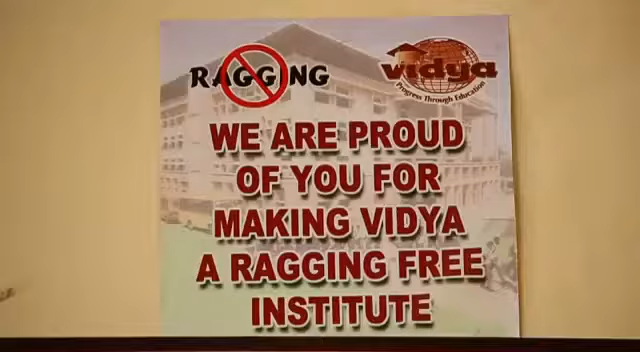 RAGGING
vidya
Progress Through Education
WE ARE PROUD
OF YOU FOR
MAKING VIDYA
A RAGGING FREE
INSTITUTE